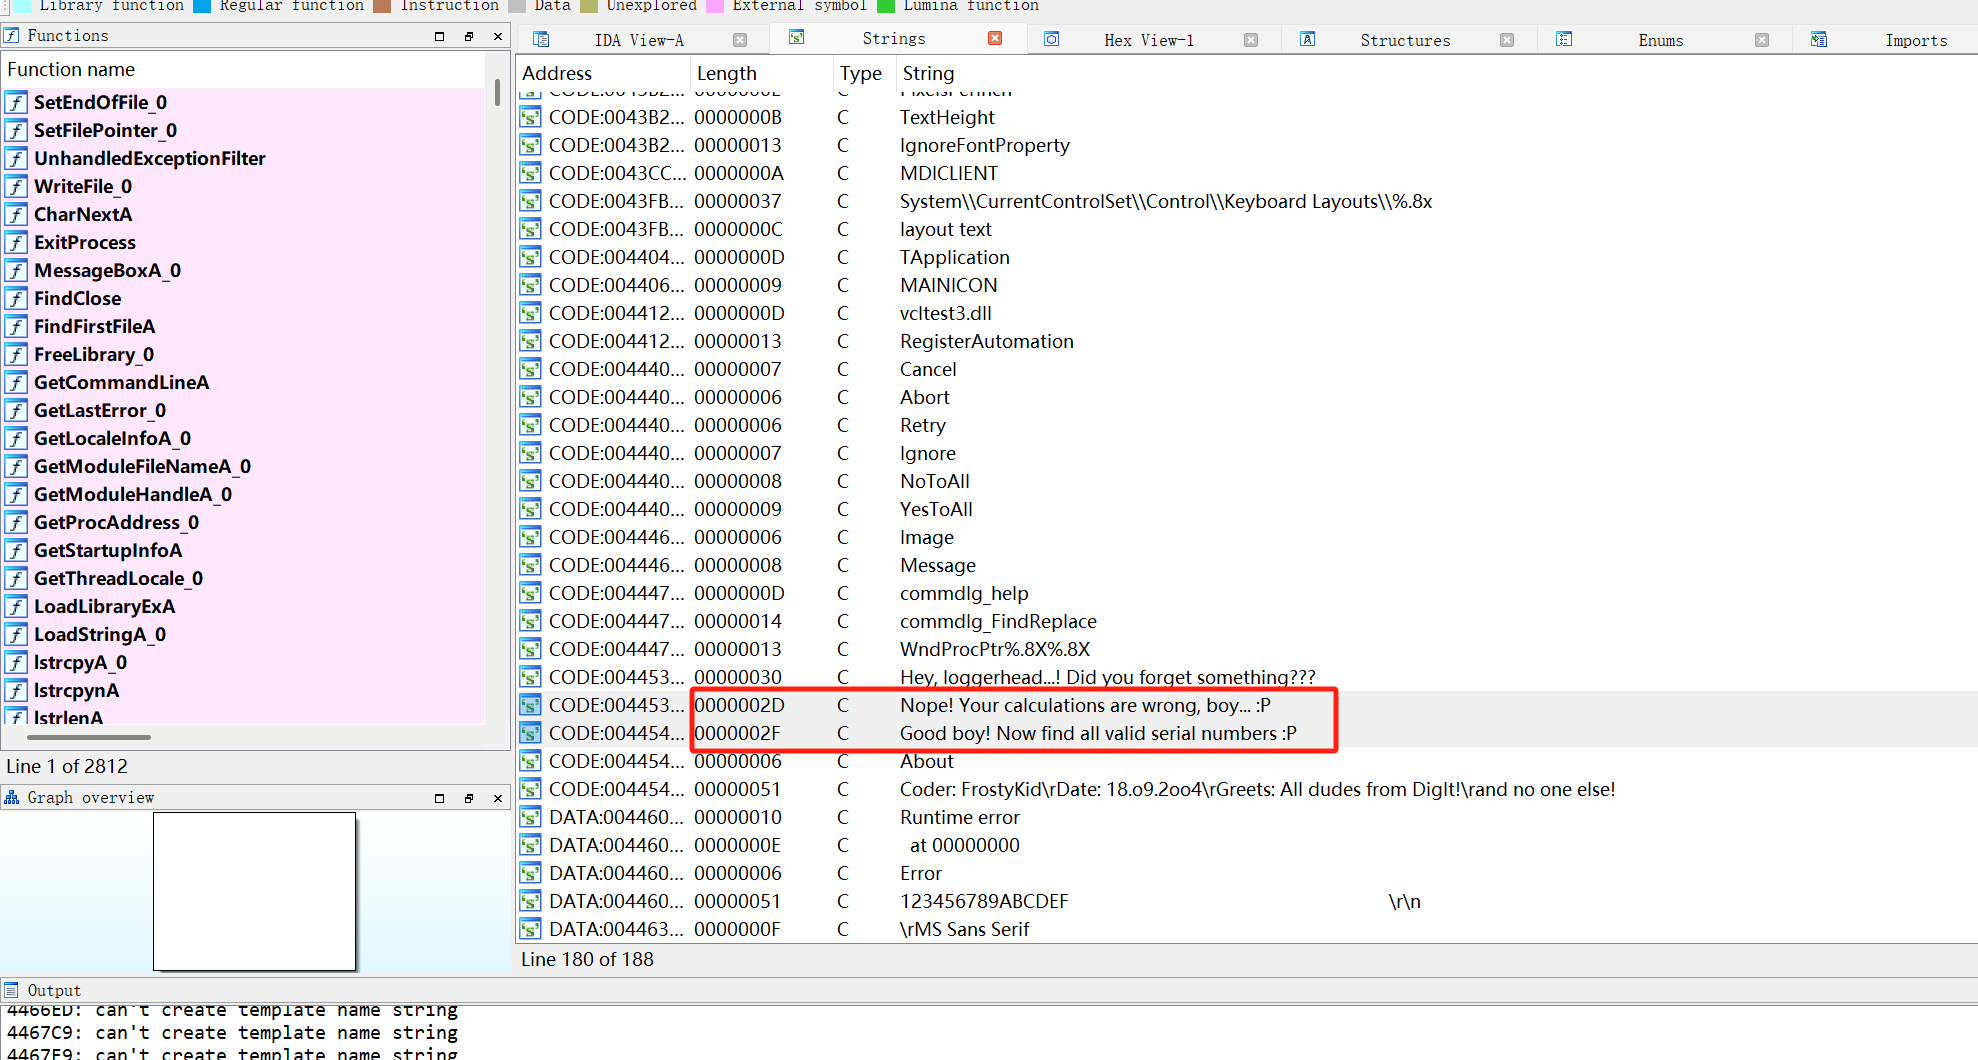 Library function Regular function Instruction Data Unexplored External symbol Lumina function
Functions
Function name
SetEndOfFile_0
SetFilePointer_0
UnhandledExceptionFilter
WriteFile_0
CharNextA
ExitProcess
MessageBoxA_0
FindClose
FindFirstFileA
FreeLibrary_0
GetCommandLineA
GetLastError_0
GetLocaleInfoA_0
GetModuleFileNameA_0
GetModuleHandleA_0
GetProcAddress_0
GetStartupInfoA
GetThreadLocale_0
LoadLibraryExA
LoadStringA_0
lstrcpyA_0
lstrcpynA
lstrlenA
Line 1 of 2812
Graph overview
IDA View-A Strings Hex View-1 Structures Enums Imports
Address Length Type String
CODE:0043B2... 0000000E C PixelsPerInch
CODE:0043B2... 0000000B C TextHeight
CODE:0043B2... 00000013 C IgnoreFontProperty
CODE:0043CC... 0000000A C MDICLIENT
CODE:0043FB... 00000037 C System\\CurrentControlSet\\Control\\Keyboard Layouts\\%.8x
CODE:0043FB... 0000000C C layout text
CODE:004404... 0000000D C TApplication
CODE:004406... 00000009 C MAINICON
CODE:004412... 0000000D C vcltest3.dll
CODE:004412... 00000013 C RegisterAutomation
CODE:004440... 00000007 C Cancel
CODE:004440... 00000006 C Abort
CODE:004440... 00000006 C Retry
CODE:004440... 00000007 C Ignore
CODE:004440... 00000008 C NoToAll
CODE:004440... 00000009 C YesToAll
CODE:004446... 00000006 C Image
CODE:004446... 00000008 C Message
CODE:004447... 0000000D C commdlg_help
CODE:004447... 00000014 C commdlg_FindReplace
CODE:004447... 00000013 C WndProcPtr%.8X%.8X
CODE:004453... 00000030 C Hey, loggerhead...! Did you forget something???
CODE:004453... 0000002D C Nope! Your calculations are wrong, boy... :P
CODE:004454... 0000002F C Good boy! Now find all valid serial numbers :P
CODE:004454... 00000006 C About
CODE:004454... 00000051 C Coder: FrostyKid\rDate: 18.o9.2oo4\rGreets: All dudes from DigIt!\rand no one else!
DATA:004460... 00000010 C Runtime error
DATA:004460... 0000000E C at 00000000
DATA:004460... 00000006 C Error
DATA:004460... 00000051 C 123456789ABCDEF \r\n
DATA:004463... 0000000F C \rMS Sans Serif
Line 180 of 188
Output
4466ED: can't create template name string
4467C9: can't create template name string
4467E9: can't create template name string